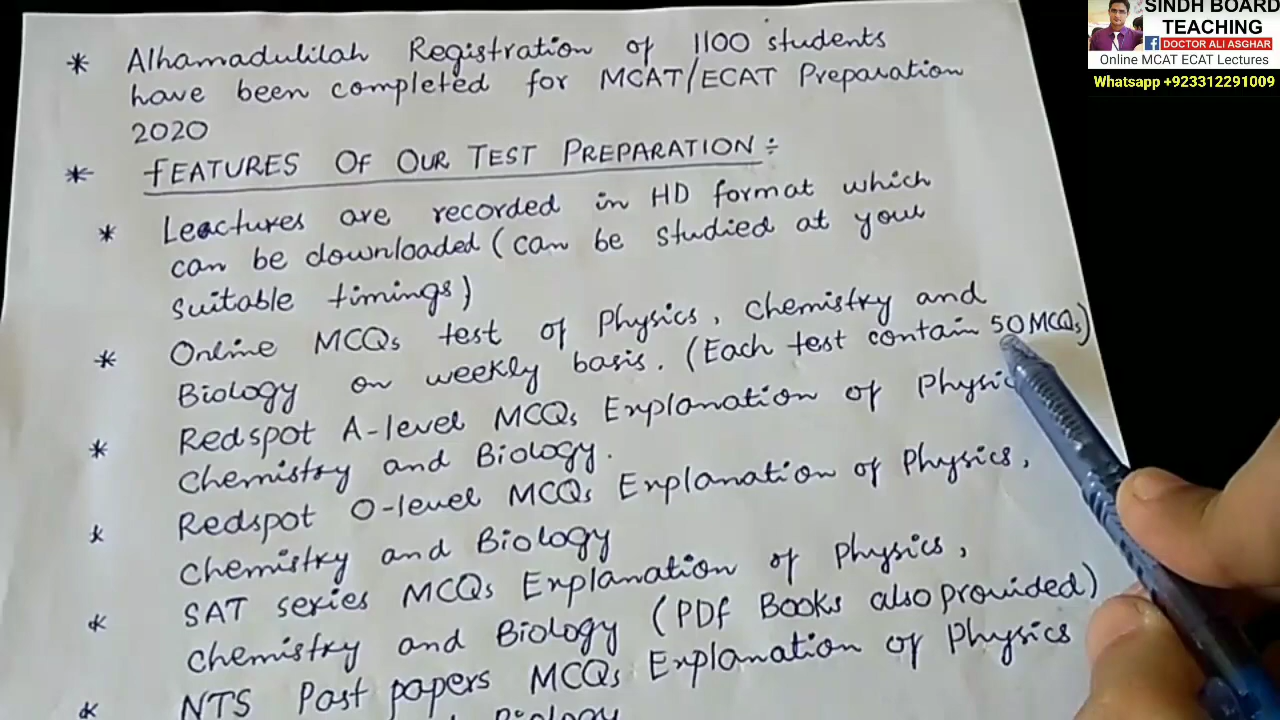 * Alhamadulilah Registration of 1100 students
have been completed for MCAT/ECAT Preparation
2020
* FEATURES OF OUR TEST PREPARATION:
* Leactures are recorded in HD format which
can be downloaded (can be studied at your
suitable timings)
* Online MCQs test of Physics, Chemistry and
Biology on weekly basis. (Each test contain 50 MCQs)
* Redspot A-level MCQs Explanation of Physic
Chemistry and Biology.
* Redspot O-level MCQs Explanation of Physics,
Chemistry and Biology
* SAT series MCQs Explanation of Physics,
Chemistry and Biology (PDF Books also provided)
* NTS Past papers MCQs Explanation of Physics
Biology
SINDH BOARD
TEACHING
f DOCTOR ALI ASGHAR
Online MCAT ECAT Lectures
Whatsapp +923312291009